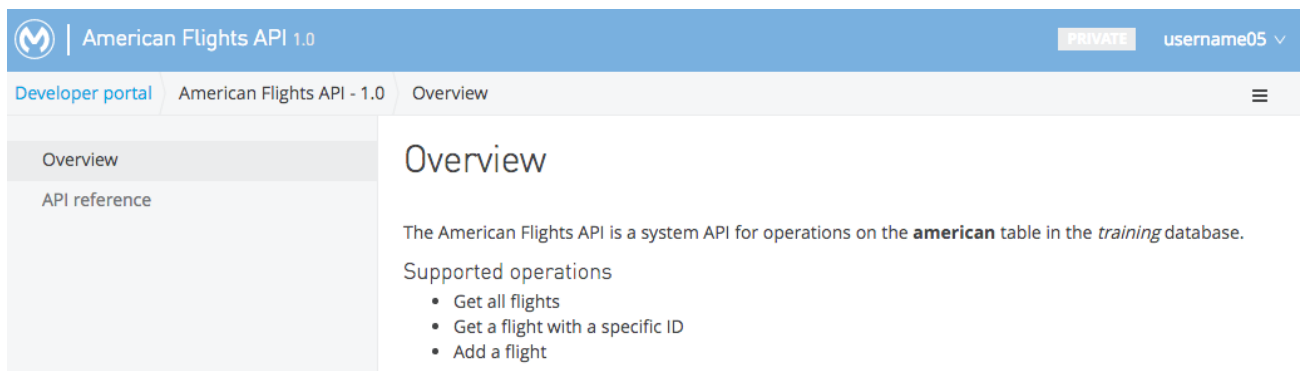 American Flights API 1.0
PRIVATE
username05
Developer portal
American Flights API - 1.0
Overview
Overview
API reference
Overview
The American Flights API is a system API for operations on the american table in the training database.
Supported operations
• Get all flights
• Get a flight with a specific ID
• Add a flight